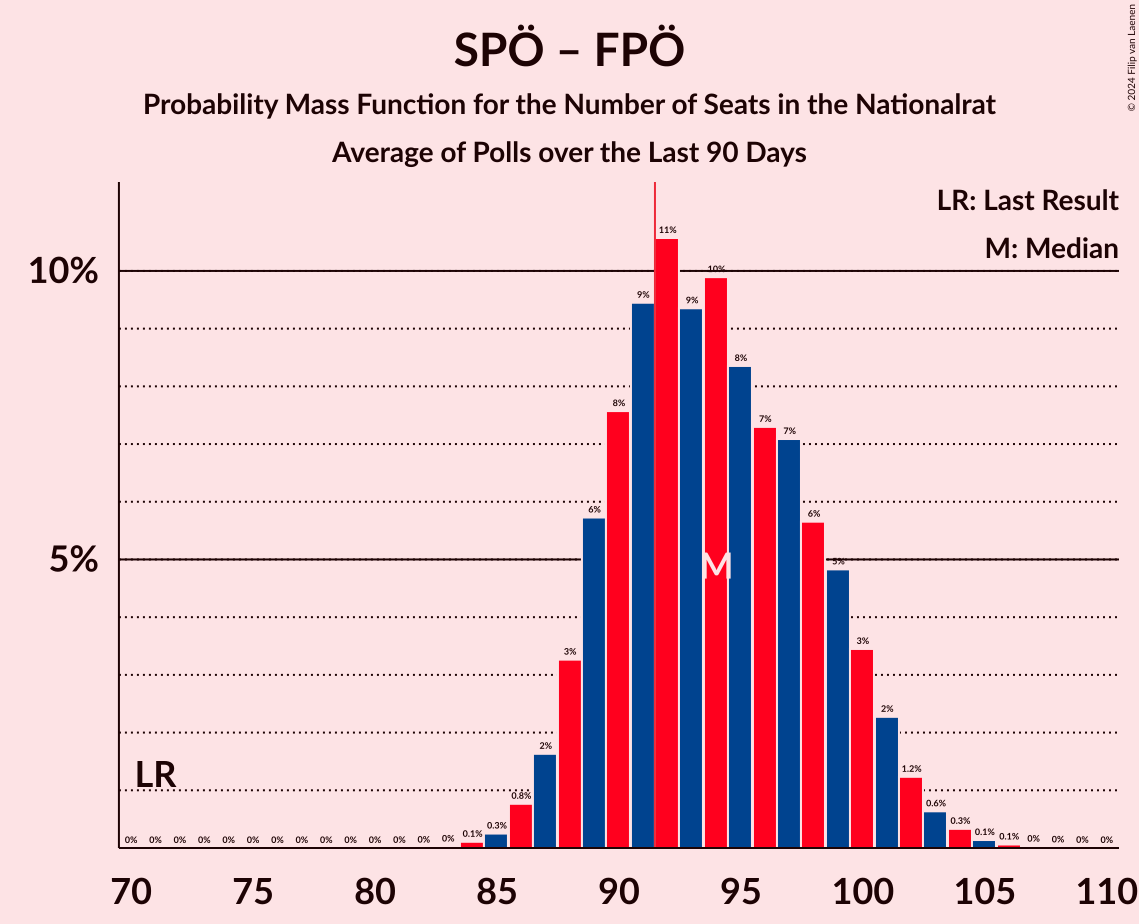 SPÖ – FPÖ
Probability Mass Function for the Number of Seats in the Nationalrat
Average of Polls over the Last 90 Days
© 2024 Filip van Laenen
LR: Last Result
M: Median
10%
5%
LR
M
0% 0% 0% 0% 0% 0% 0% 0% 0% 0% 0% 0% 0% 0% 0.1% 0.3% 0.8% 2% 3% 6% 8% 9% 11% 9% 10% 8% 7% 7% 6% 5% 3% 2% 1.2% 0.6% 0.3% 0.1% 0.1% 0% 0% 0% 0%
70 75 80 85 90 95 100 105 110